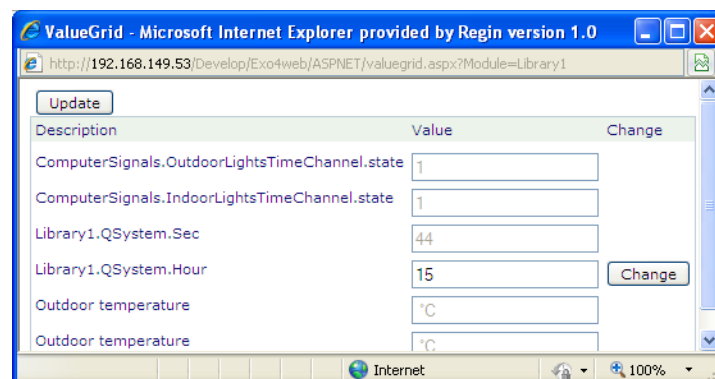 ValueGrid - Microsoft Internet Explorer provided by Regin version 1.0
http://192.168.149.53/Develop/Exo4web/ASPNET/valuegrid.aspx?Module=Library1
Update
Description Value Change
ComputerSignals.OutdoorLightsTimeChannel.state 1
ComputerSignals.IndoorLightsTimeChannel.state 1
Library1.QSystem.Sec 44
Library1.QSystem.Hour 15 Change
Outdoor temperature °C
Outdoor temperature °C
Internet 100%